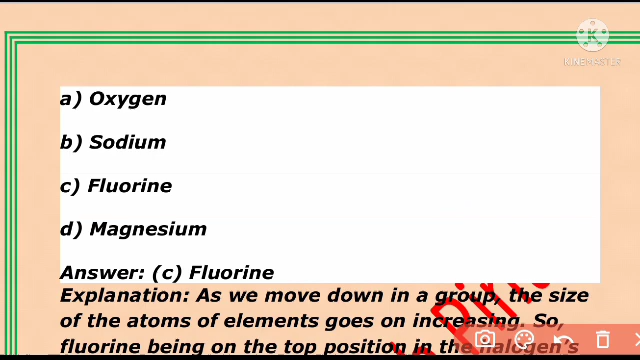 KINEMASTER
a) Oxygen
b) Sodium
c) Fluorine
d) Magnesium
Answer: (c) Fluorine
Explanation: As we move down in a group, the size
of the atoms of elements goes on increasing. So,
fluorine being on the top position in the halogen's